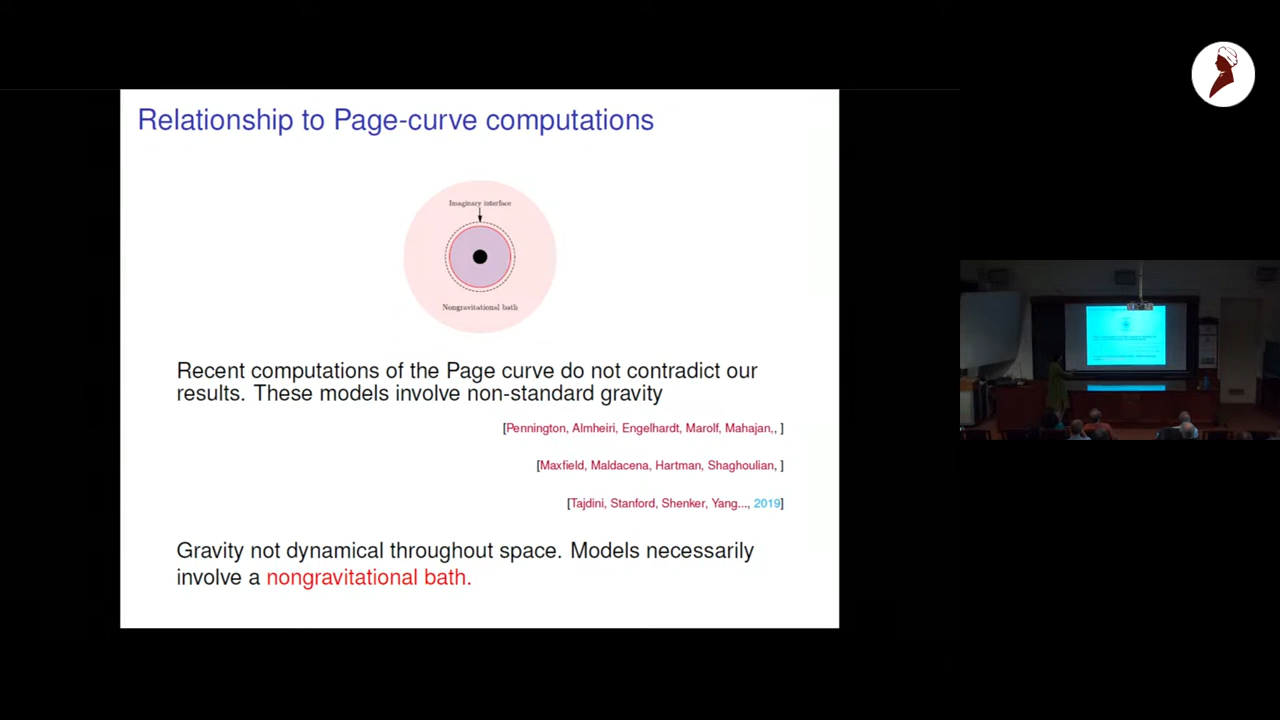 Relationship to Page-curve computations
Imaginary interface
Nongravitational bath
Recent computations of the Page curve do not contradict our
results. These models involve non-standard gravity
[Pennington, Almheiri, Engelhardt, Marolf, Mahajan,, ]
[Maxfield, Maldacena, Hartman, Shaghoulian, ]
[Tajdini, Stanford, Shenker, Yang..., 2019]
Gravity not dynamical throughout space. Models necessarily
involve a nongravitational bath.